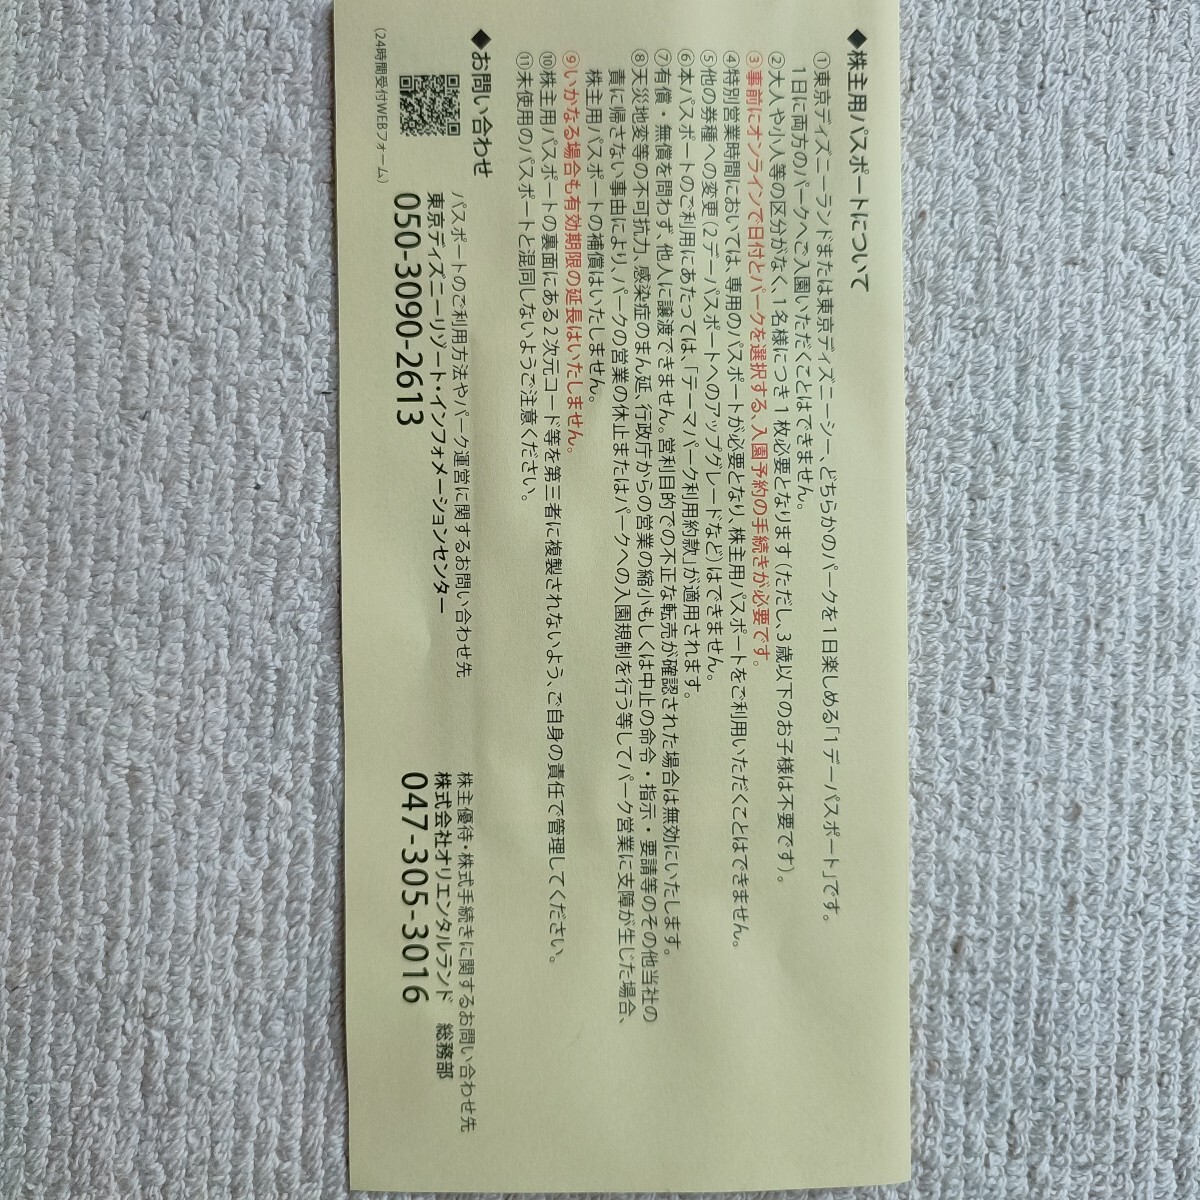 ◆株主用パスポートについて
①東京ディズニーランドまたは東京ディズニーシー、どちらかのパークを1日楽しめる「1デーパスポート」です。
1日に両方のパークへご入園いただくことはできません。
②大人や小人等の区分がなく、1名様につき1枚必要となります（ただし、3歳以下のお子様は不要です）。
③事前にオンラインで日付とパークを選択する、入園予約の手続きが必要です。
④特別営業時間においては、専用のパスポートが必要となり、株主用パスポートをご利用いただくことはできません。
⑤他の券種への変更（2デーパスポートへのアップグレードなど）はできません。
⑥本パスポートのご利用にあたっては、「テーマパーク利用約款」が適用されます。
⑦有償・無償を問わず、他人に譲渡できません。営利目的での不正な転売が確認された場合は無効にいたします。
⑧天災地変等の不可抗力、感染症のまん延、行政庁からの営業の縮小もしくは中止の命令・指示・要請等のその他当社の
責に帰さない事由により、パークの営業の休止またはパークへの入園規制を行う等してパーク営業に支障が生じた場合、
株主用パスポートの補償はいたしません。
⑨いかなる場合も有効期限の延長はいたしません。
⑩株主用パスポートの裏面にある2次元コード等を第三者に複製されないよう、ご自身の責任で管理してください。
⑪未使用のパスポートと混同しないようご注意ください。
◆お問い合わせ
(24時間受付WEBフォーム)
パスポートのご利用方法やパーク運営に関するお問い合わせ先
東京ディズニーリゾート・インフォメーションセンター
050-3090-2613
株主優待・株式手続きに関するお問い合わせ先
株式会社オリエンタルランド 総務部
047-305-3016